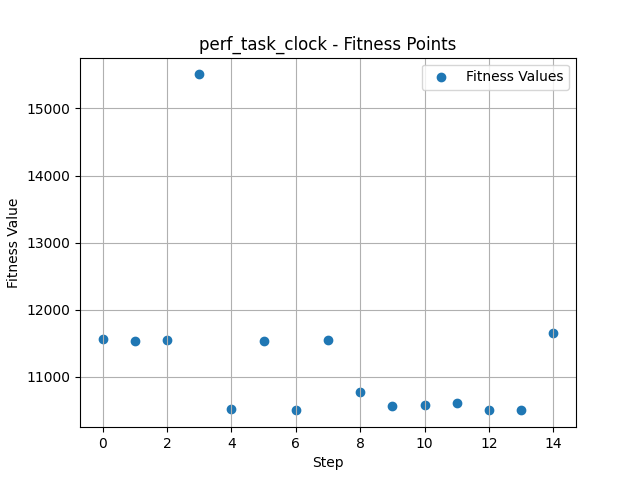 perf_task_clock - Fitness Points
Fitness Values
15000
14000
13000
12000
11000
Fitness Value
0 2 4 6 8 10 12 14
Step